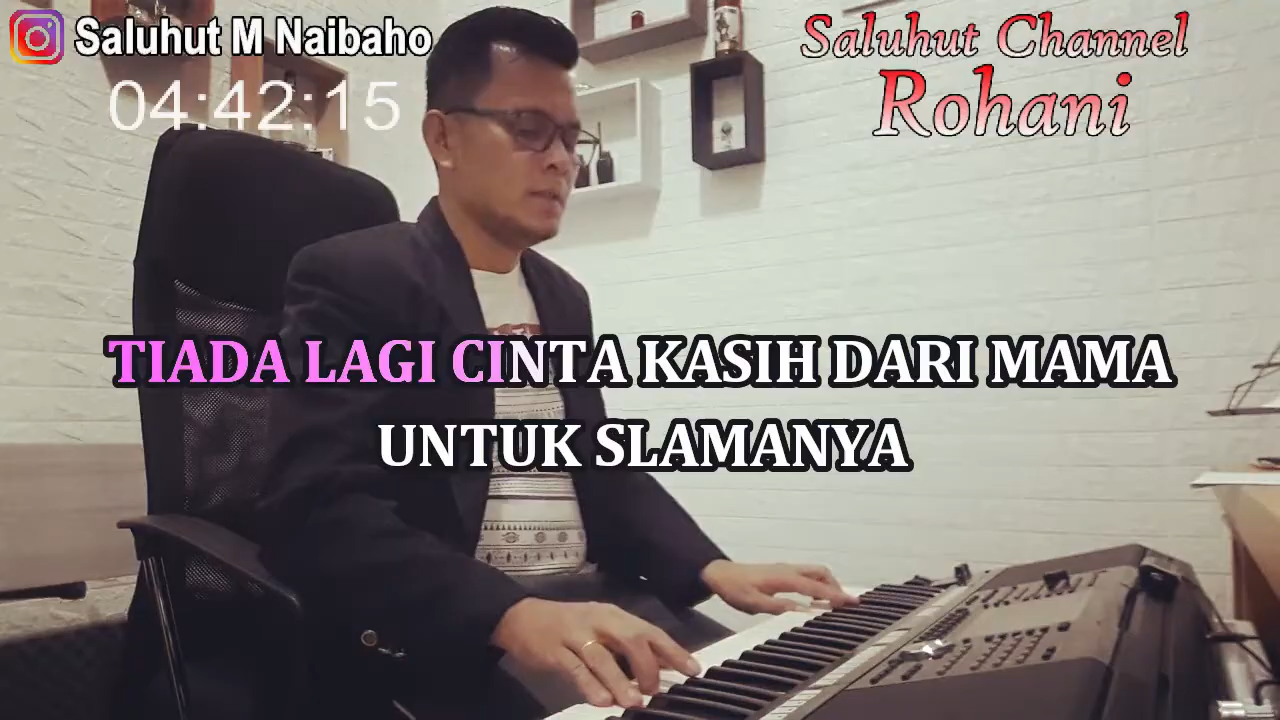 Saluhut M Naibaho
04:42:15
Saluhut Channel
Rohani
TIADA LAGI CINTA KASIH DARI MAMA
UNTUK SLAMANYA